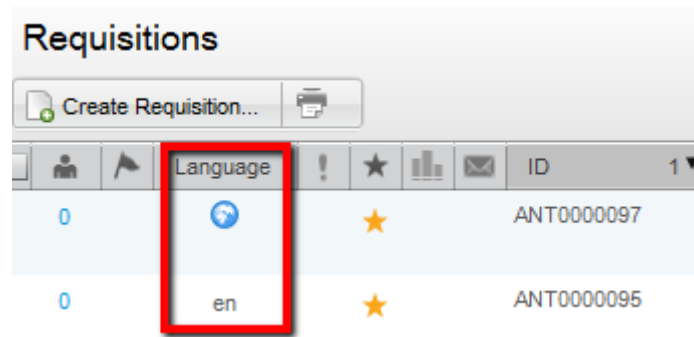 Requisitions
Create Requisition...
Language ID 1
0 ANT0000097
0 en ANT0000095